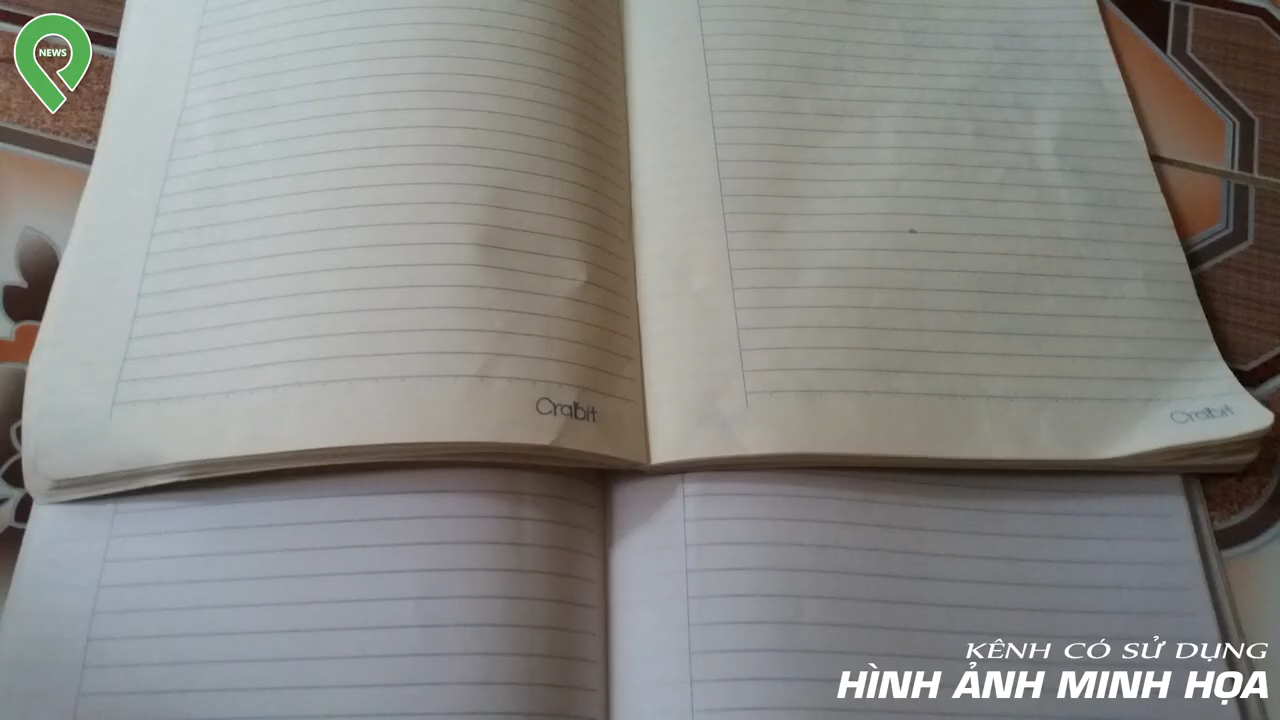 NEWS
Crabit
Crabit
KÊNH CÓ SỬ DỤNG
HÌNH ẢNH MINH HỌA